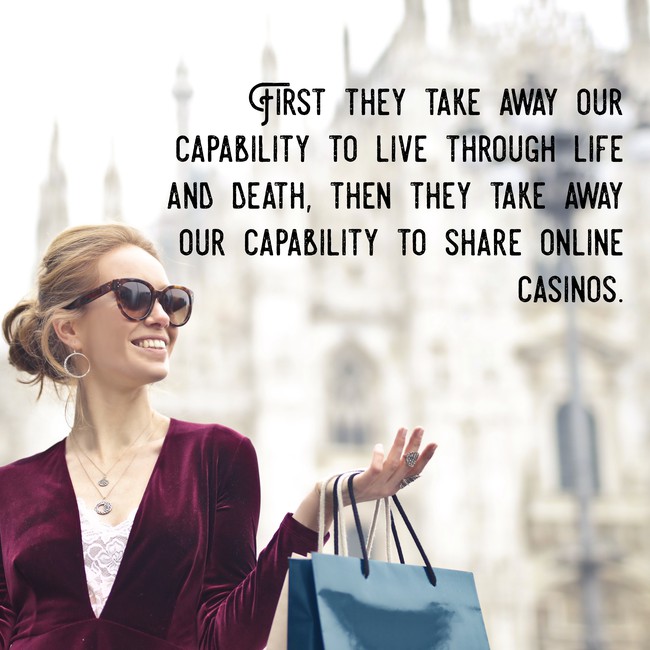 First they take away our
capability to live through life
and death, then they take away
our capability to share online
casinos.